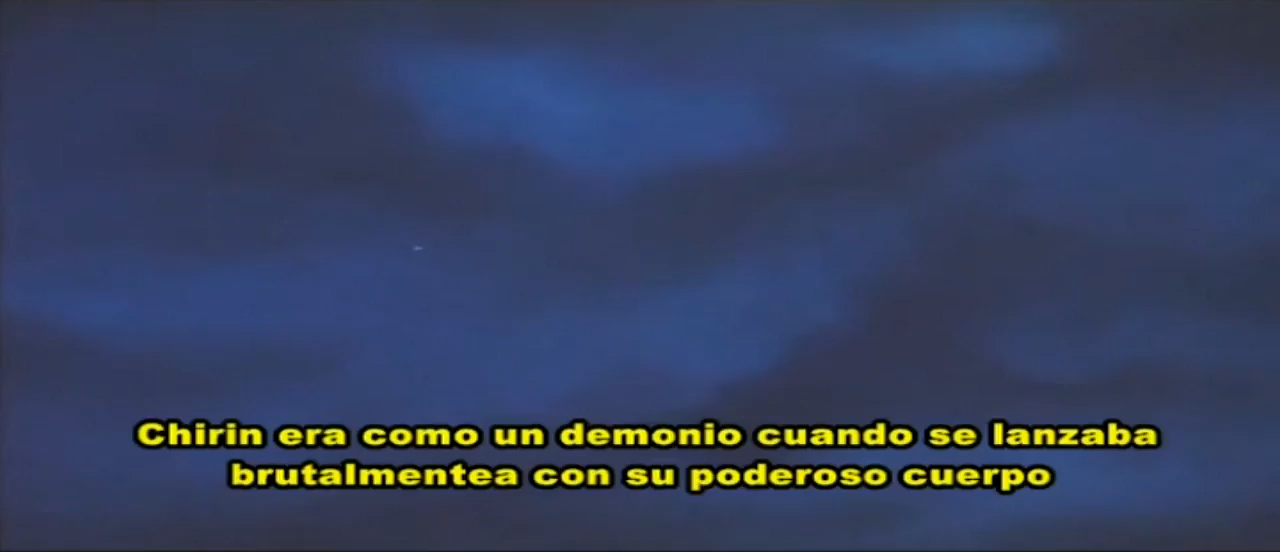 Chirin era como un demonio cuando se lanzaba
brutalmentea con su poderoso cuerpo